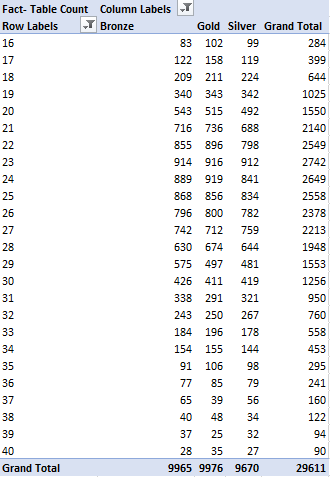 Fact- Table Count Column Labels
Row Labels Bronze Gold Silver Grand Total
16 83 102 99 284
17 122 158 119 399
18 209 211 224 644
19 340 343 342 1025
20 543 515 492 1550
21 716 736 688 2140
22 855 896 798 2549
23 914 916 912 2742
24 889 919 841 2649
25 868 856 834 2558
26 796 800 782 2378
27 742 712 759 2213
28 630 674 644 1948
29 575 497 481 1553
30 426 411 419 1256
31 338 291 321 950
32 243 250 267 760
33 184 196 178 558
34 154 155 144 453
35 91 106 98 295
36 77 85 79 241
37 65 39 56 160
38 40 48 34 122
39 37 25 32 94
40 28 35 27 90
Grand Total 9965 9976 9670 29611